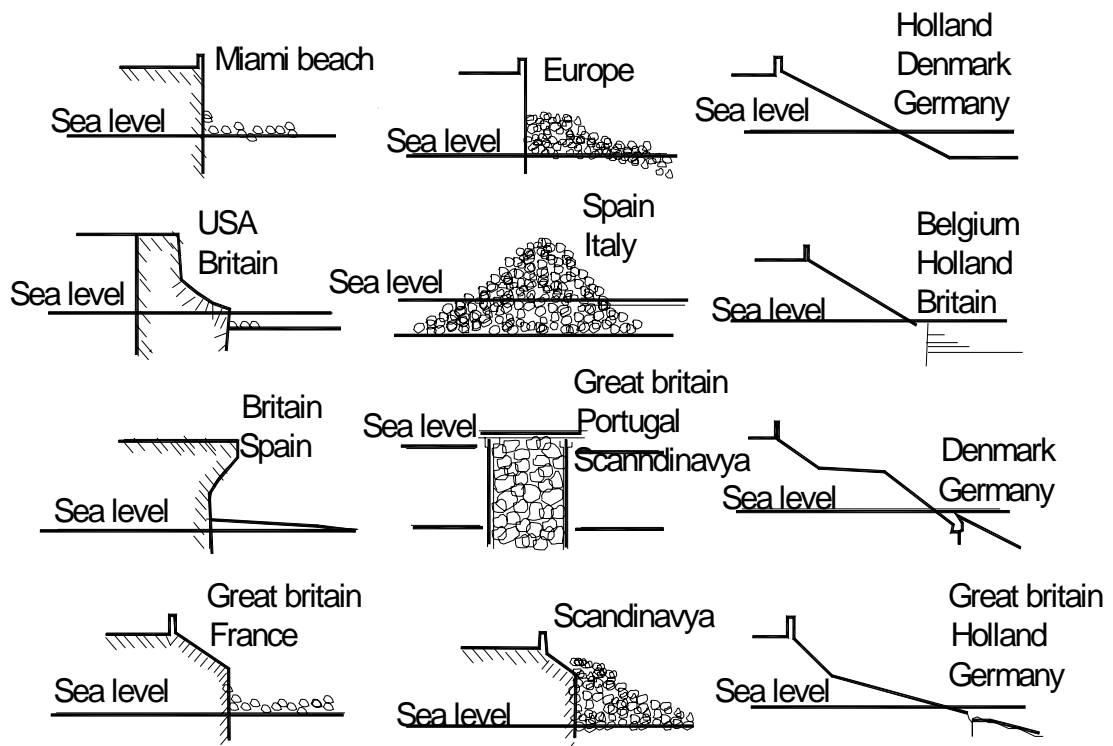 Miami beach
Sea level
Europe
Sea level
Holland
Denmark
Germany
Sea level
USA
Britain
Sea level
Spain
Italy
Sea level
Belgium
Holland
Britain
Sea level
Britain
Spain
Sea level
Great britain
Portugal
Scanndinavya
Sea level
Denmark
Germany
Sea level
Great britain
France
Sea level
Scandinavya
Sea level
Great britain
Holland
Germany
Sea level